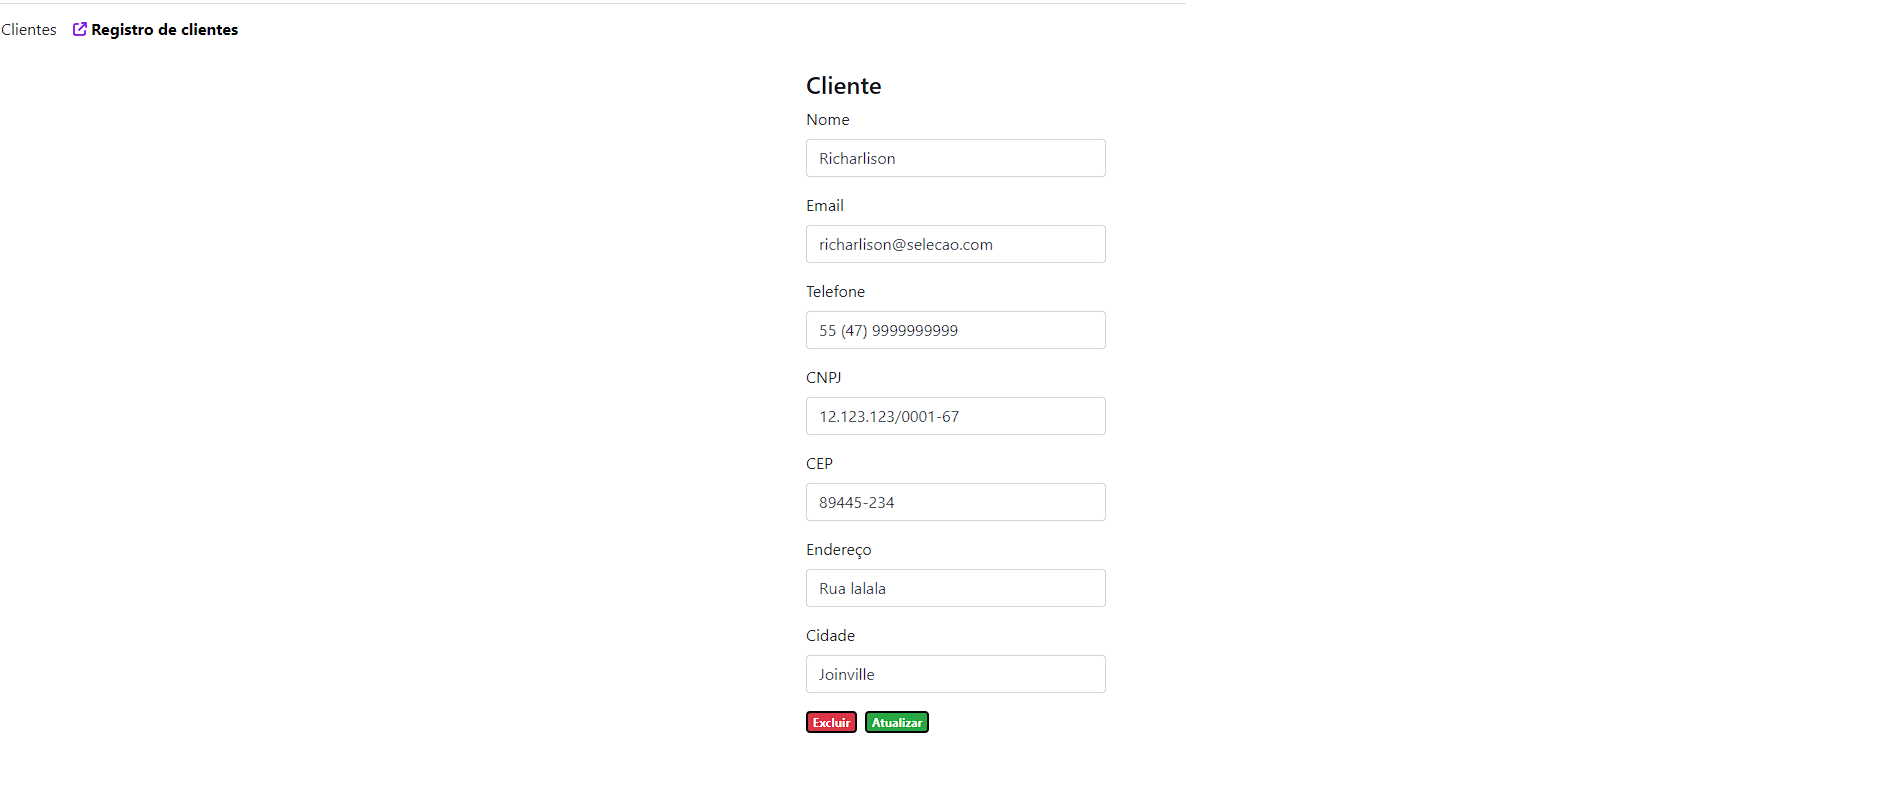 Clientes Registro de clientes
Cliente
Nome
Richarlison
Email
richarlison@selecao.com
Telefone
55 (47) 9999999999
CNPJ
12.123.123/0001-67
CEP
89445-234
Endereço
Rua lalala
Cidade
Joinville
Excluir Atualizar